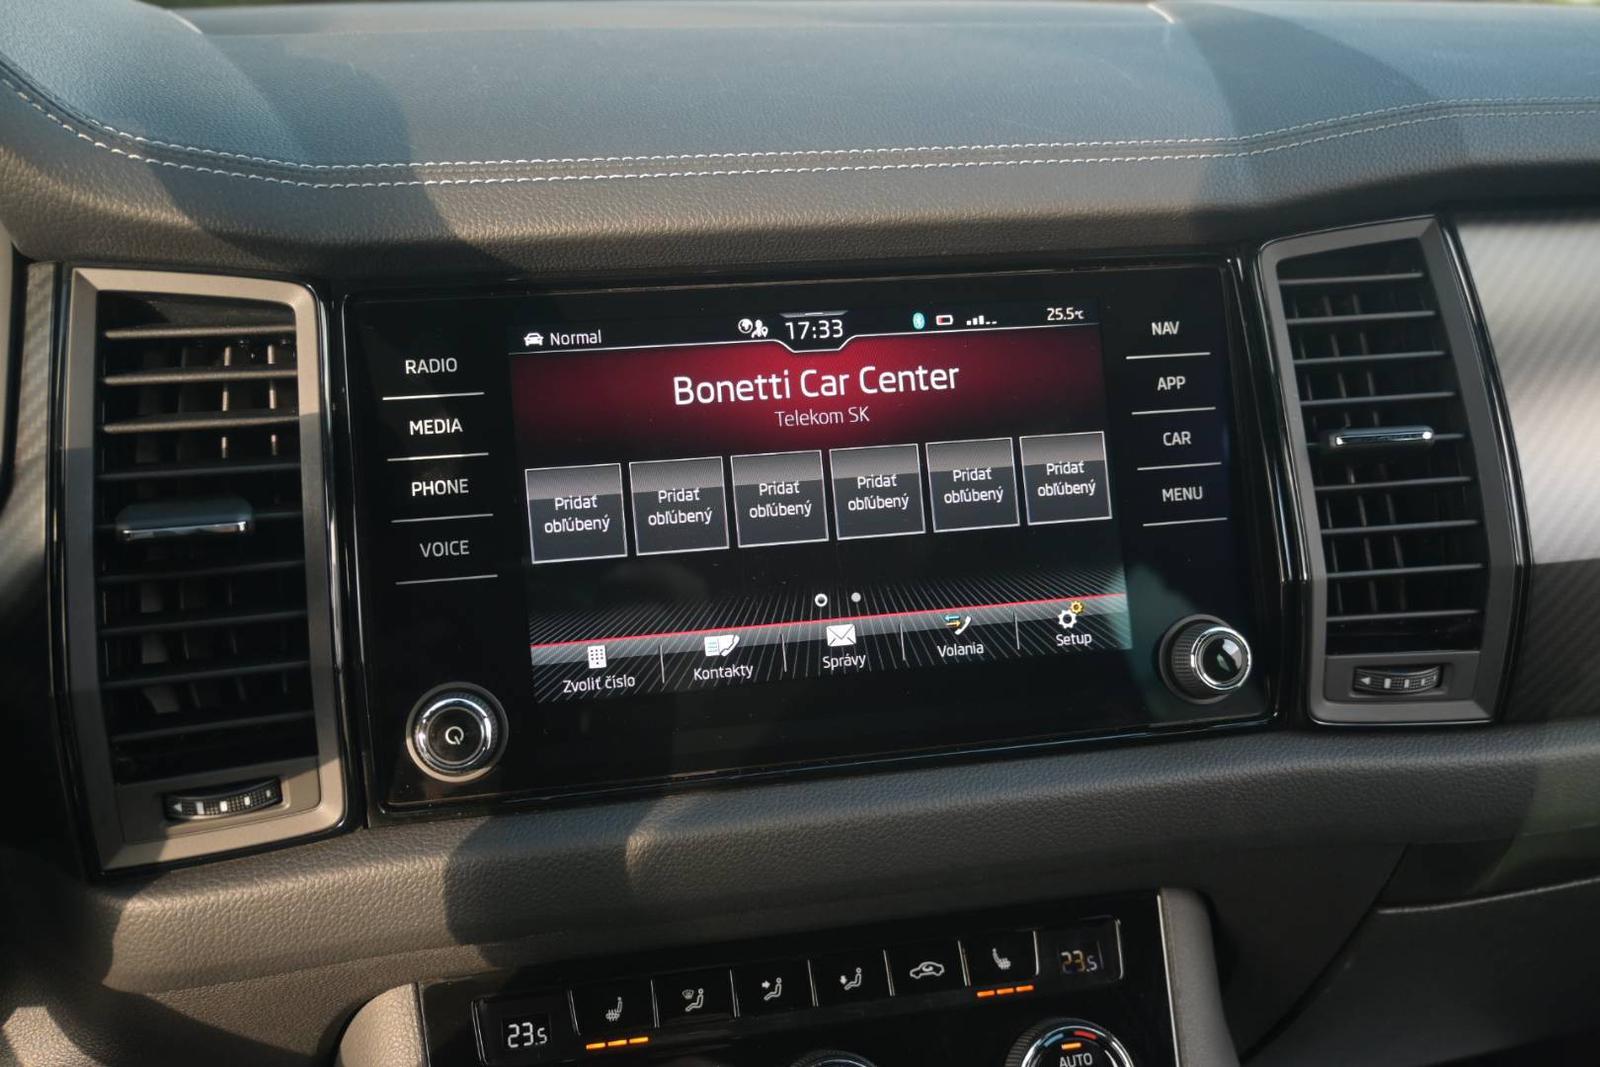 Normal
17:33
25.5°C
Bonetti Car Center
Telekom SK
Pridať
obľúbený
Pridať
obľúbený
Pridať
obľúbený
Pridať
obľúbený
Pridať
obľúbený
Pridať
obľúbený
Zvoliť číslo
Kontakty
Správy
Volania
Setup
RADIO
MEDIA
PHONE
VOICE
NAV
APP
CAR
MENU
23.5
23.5
AUTO